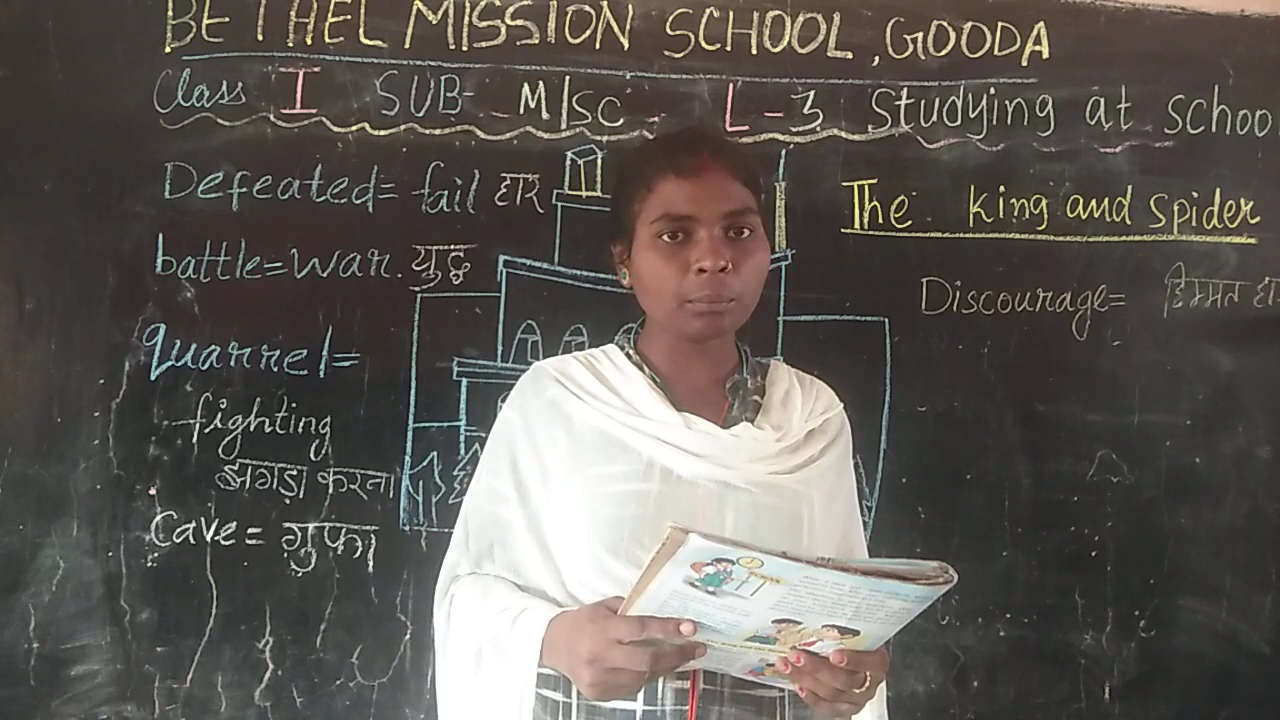 BETHEL MISSION SCHOOL, GOODA
Class I SUB- M/SC L-3 Studying at schoo
The King and spider
Defeated= fail हार
battle=war. युद्ध
quarrel=
fighting
झगड़ा करना
Cave= गुफा
Discourage= हिम्मत